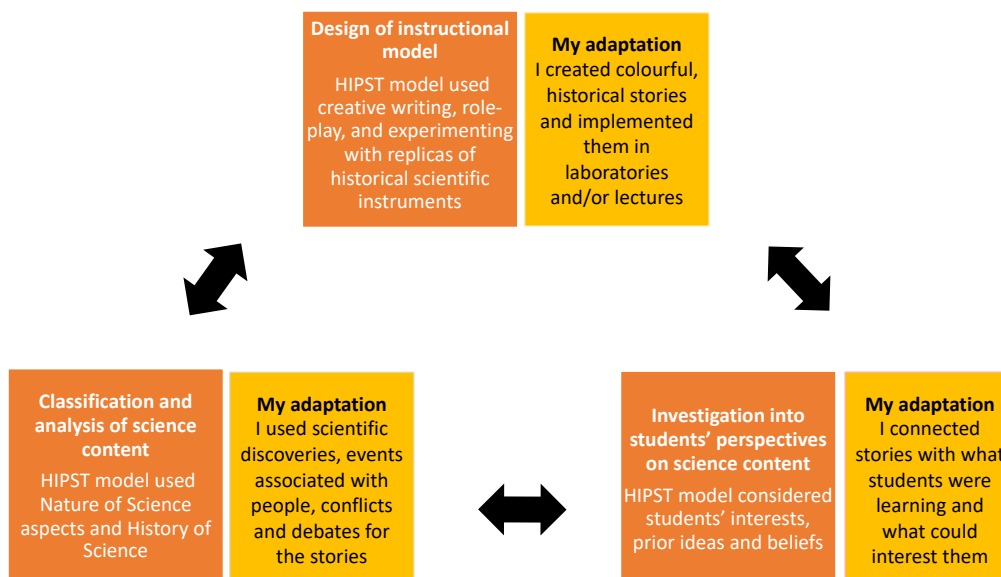 Design of instructional
model
HIPST model used
creative writing, role-
play, and experimenting
with replicas of
historical scientific
instruments
My adaptation
I created colourful,
historical stories
and implemented
them in
laboratories
and/or lectures
Classification and
analysis of science
content
HIPST model used
Nature of Science
aspects and History of
Science
My adaptation
I used scientific
discoveries, events
associated with
people, conflicts
and debates for
the stories
Investigation into
students’ perspectives
on science content
HIPST model considered
students’ interests,
prior ideas and beliefs
My adaptation
I connected
stories with what
students were
learning and
what could
interest them